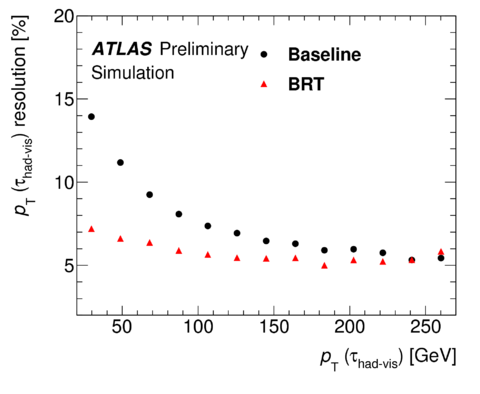 20
15
10
5
p_T (τ_had-vis) resolution [%]
ATLAS Preliminary
Simulation
Baseline
BRT
50 100 150 200 250
p_T (τ_had-vis) [GeV]